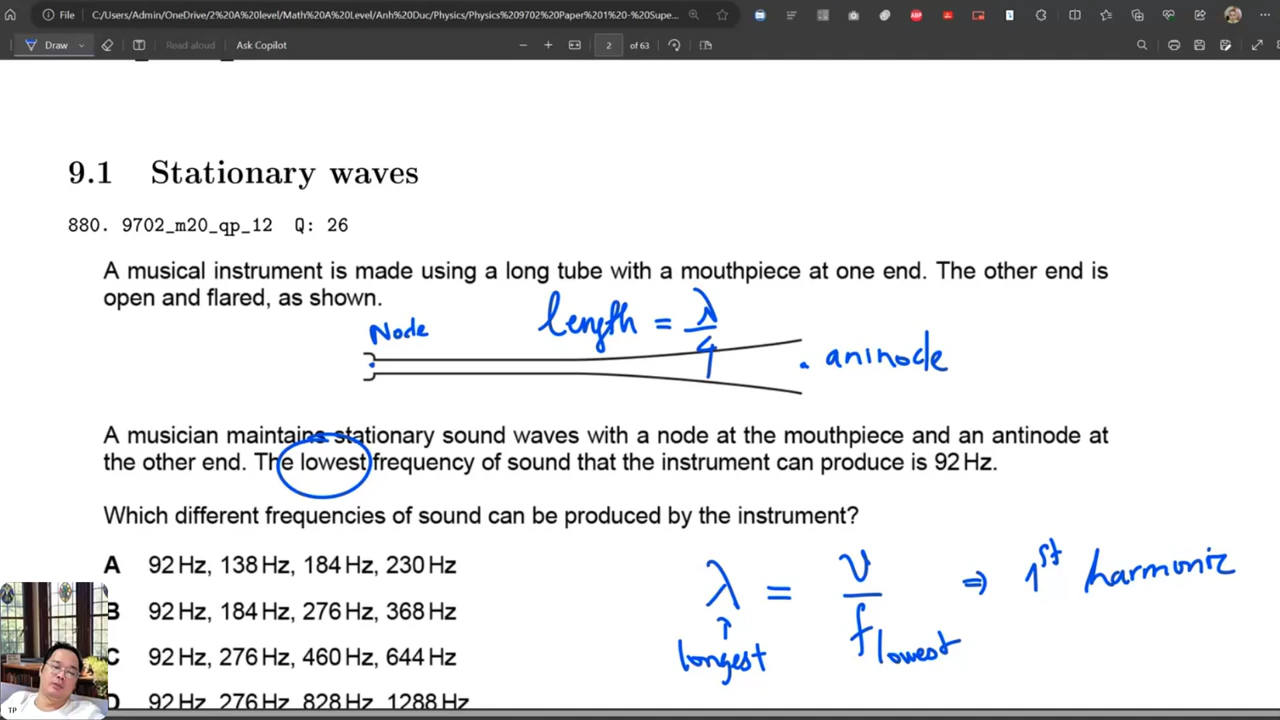 File C:/Users/Admin/OneDrive/2%20A%20level/Math%20A%20Level/Anh%20Duc/Physics/Physics%209702%20Paper%201%20-%20Supe...
Draw Read aloud Ask Copilot 2 of 63
9.1 Stationary waves
880. 9702_m20_qp_12 Q: 26
A musical instrument is made using a long tube with a mouthpiece at one end. The other end is
open and flared, as shown.
length = λ/4
Node
aninode
A musician maintains stationary sound waves with a node at the mouthpiece and an antinode at
the other end. The lowest frequency of sound that the instrument can produce is 92 Hz.
Which different frequencies of sound can be produced by the instrument?
A 92 Hz, 138 Hz, 184 Hz, 230 Hz
B 92 Hz, 184 Hz, 276 Hz, 368 Hz
C 92 Hz, 276 Hz, 460 Hz, 644 Hz
D 92 Hz, 276 Hz, 828 Hz, 1288 Hz
λ = v/f lowest ⇒ 1st harmonic
↑
longest
TP